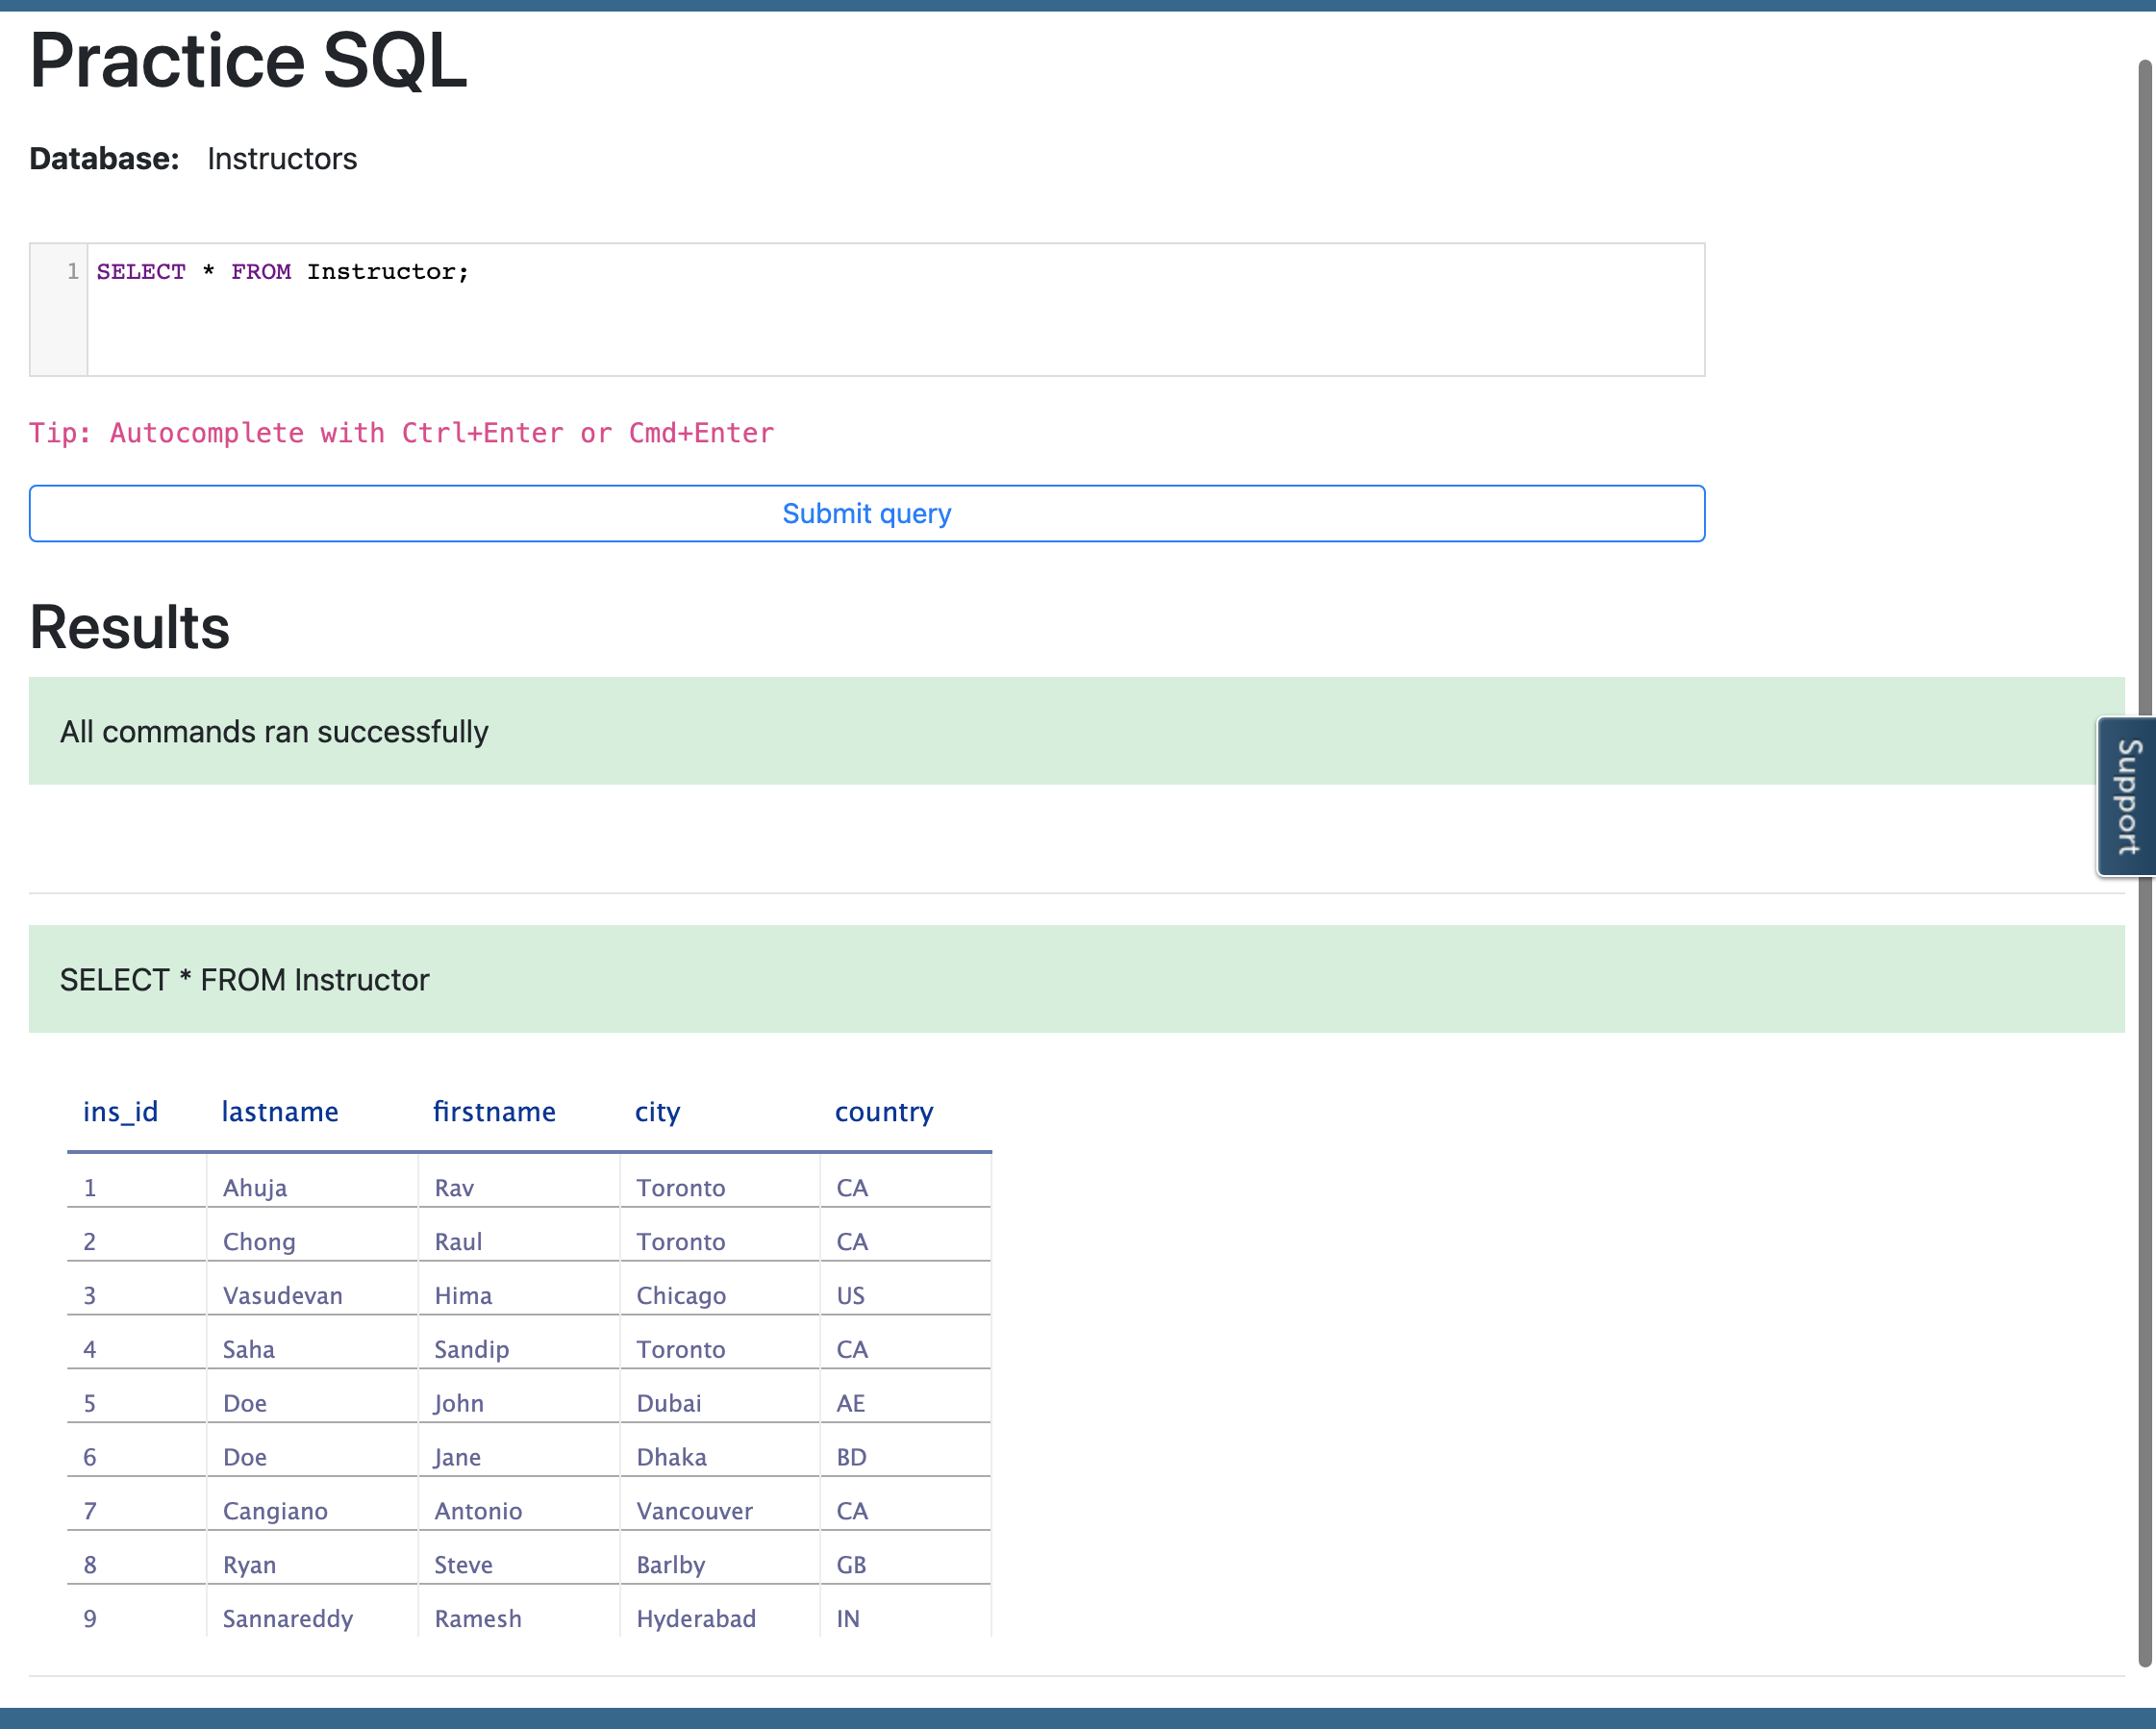 Practice SQL
Database: Instructors
1 SELECT * FROM Instructor;
Tip: Autocomplete with Ctrl+Enter or Cmd+Enter
Submit query
Results
All commands ran successfully
Support
SELECT * FROM Instructor
ins_id lastname firstname city country
1 Ahuja Rav Toronto CA
2 Chong Raul Toronto CA
3 Vasudevan Hima Chicago US
4 Saha Sandip Toronto CA
5 Doe John Dubai AE
6 Doe Jane Dhaka BD
7 Cangiano Antonio Vancouver CA
8 Ryan Steve Barlby GB
9 Sannareddy Ramesh Hyderabad IN